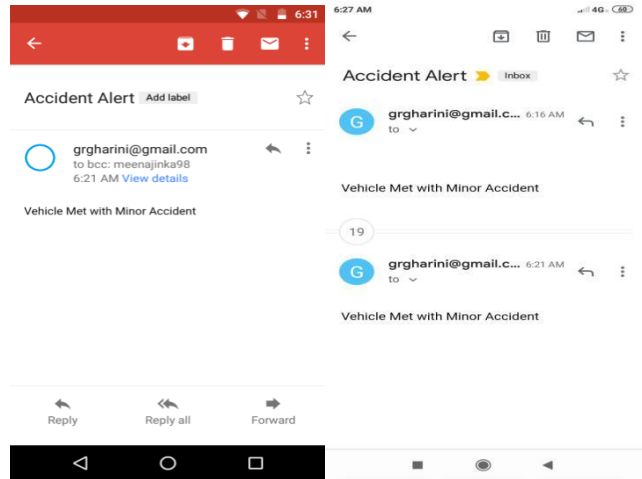 6:31
Accident Alert Add label
grgharini@gmail.com
to bcc: meenajinka98
6:21 AM View details
Vehicle Met with Minor Accident
Reply
Reply all
Forward
6:27 AM
4G
60
Accident Alert Inbox
G
grgharini@gmail.c... 6:16 AM
to
Vehicle Met with Minor Accident
19
G
grgharini@gmail.c... 6:21 AM
to
Vehicle Met with Minor Accident